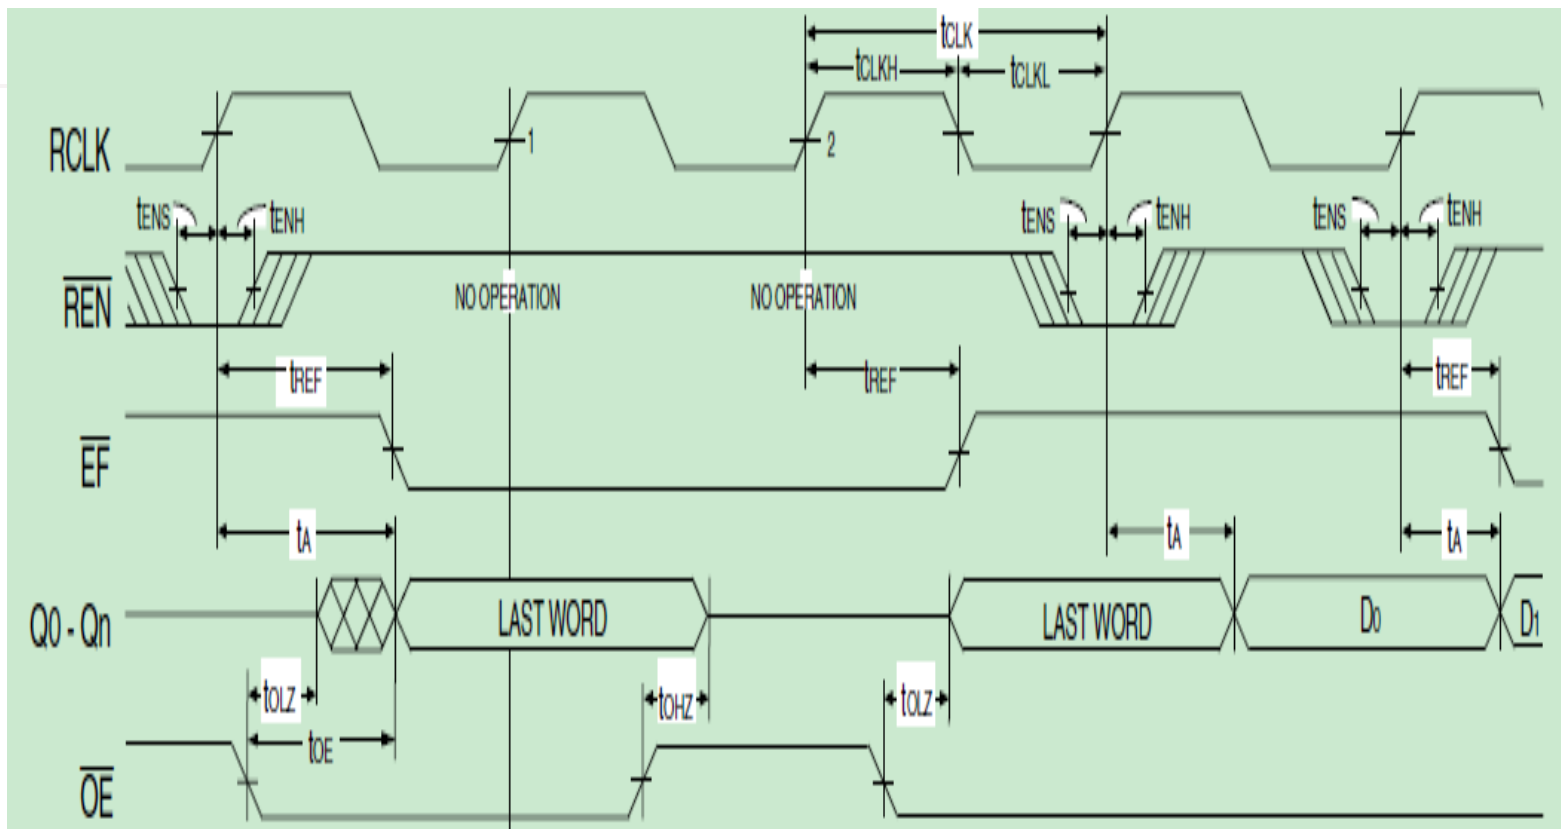 tCLK
tCLKH tCLKL
RCLK 1 2
tENS tENH tENS tENH tENS tENH
REN NO OPERATION NO OPERATION
tREF tREF tREF
EF
tA tA tA
Q0 - Qn LAST WORD LAST WORD D0 D1
tOLZ tOHZ tOLZ
tOE
OE